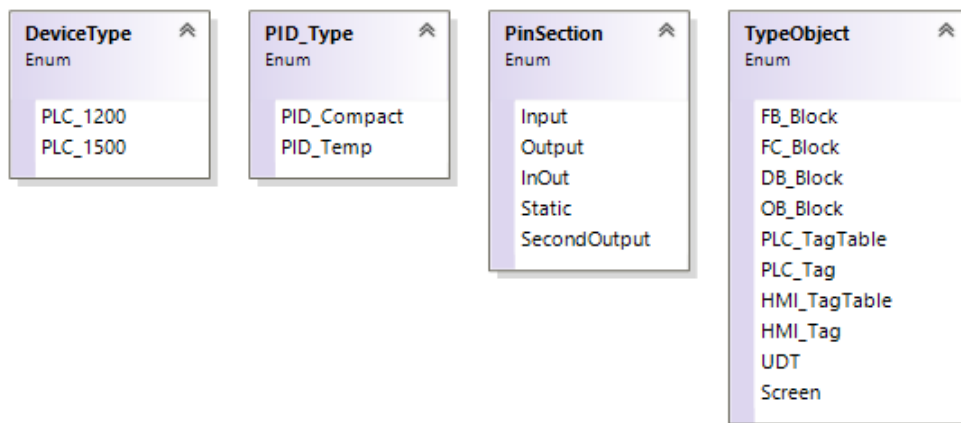 DeviceType
Enum
PLC_1200
PLC_1500
PID_Type
Enum
PID_Compact
PID_Temp
PinSection
Enum
Input
Output
InOut
Static
SecondOutput
TypeObject
Enum
FB_Block
FC_Block
DB_Block
OB_Block
PLC_TagTable
PLC_Tag
HMI_TagTable
HMI_Tag
UDT
Screen